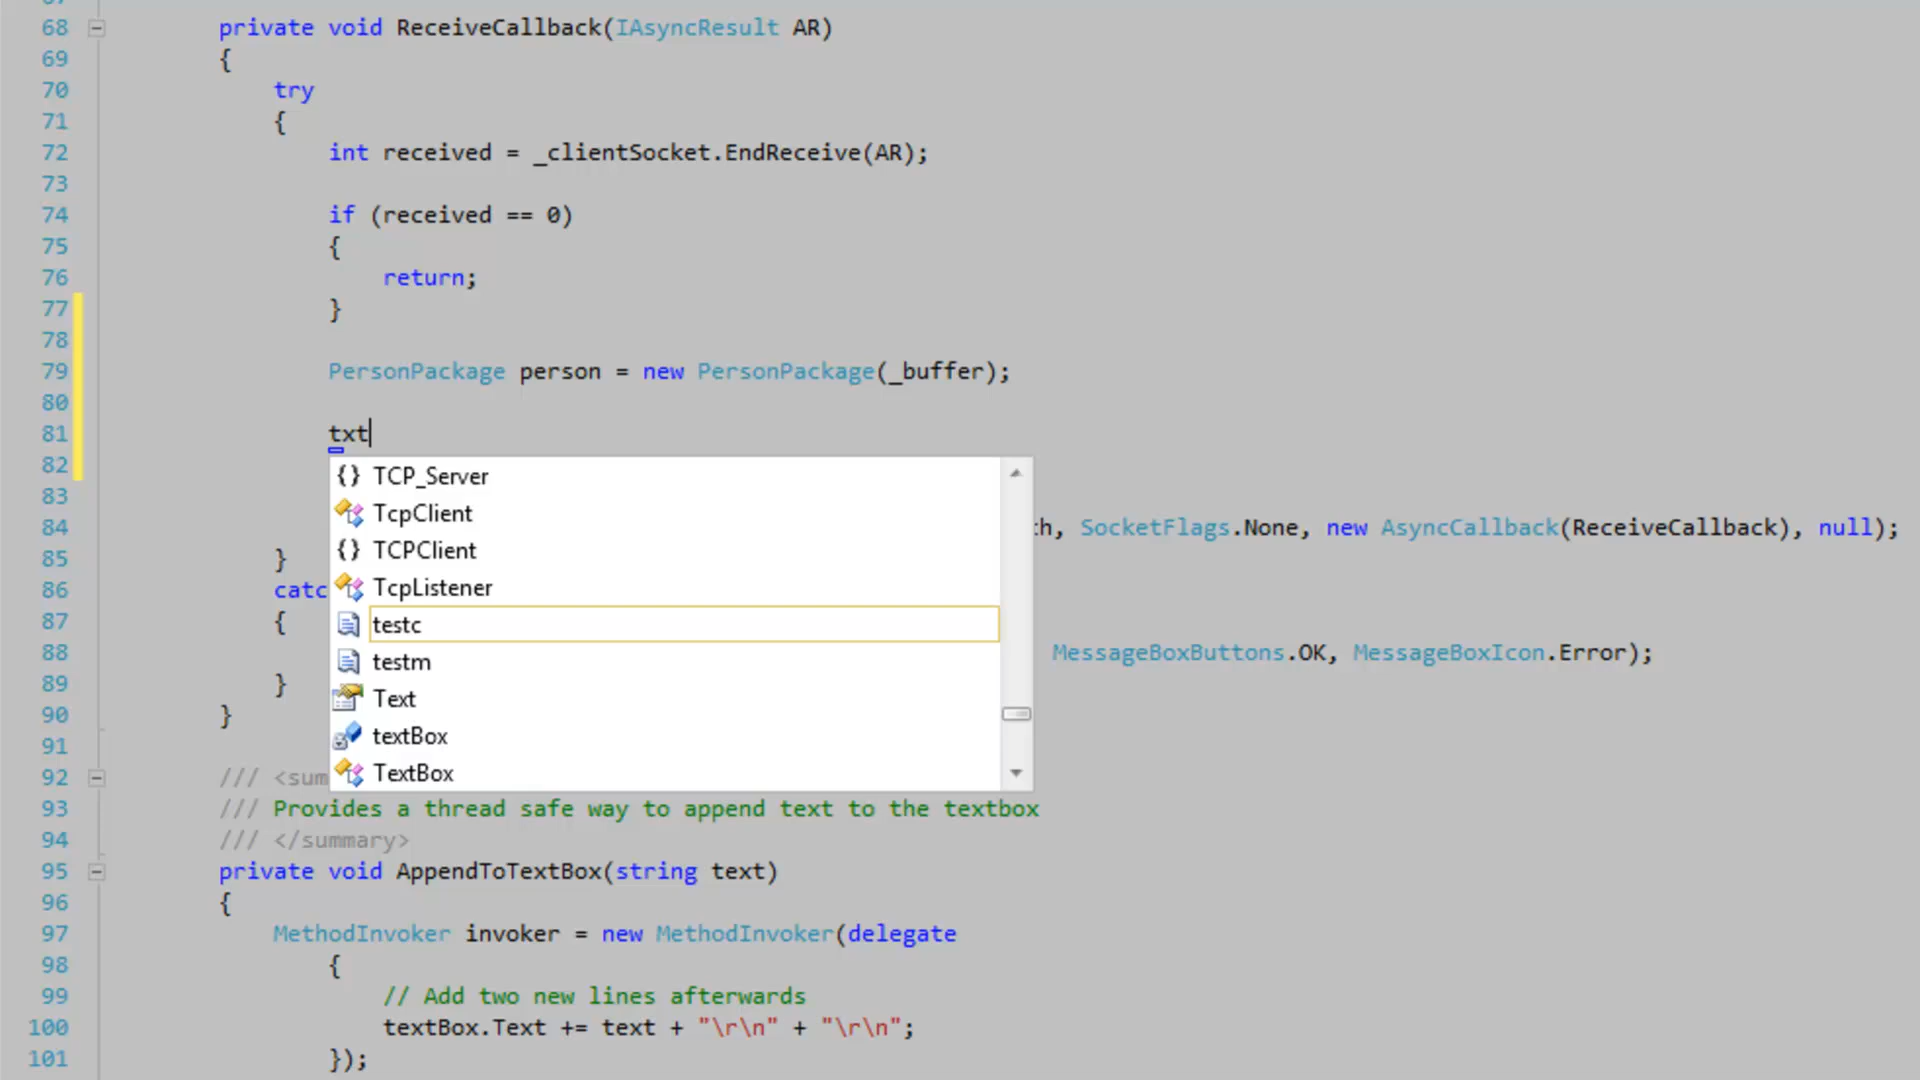 68 private void ReceiveCallback(IAsyncResult AR)
69 {
70 try
71 {
72 int received = _clientSocket.EndReceive(AR);
73
74 if (received == 0)
75 {
76 return;
77 }
78
79 PersonPackage person = new PersonPackage(_buffer);
80
81 txt
82
{} TCP_Server
83
TcpClient
84 SocketFlags.None, new AsyncCallback(ReceiveCallback), null);
{} TCPClient
85 }
TcpListener
86 catc
87 {
testc
88 MessageBoxButtons.OK, MessageBoxIcon.Error);
testm
89 }
Text
90 }
textBox
91
TextBox
92 /// <sum
93 /// Provides a thread safe way to append text to the textbox
94 /// </summary>
95 private void AppendToTextBox(string text)
96 {
97 MethodInvoker invoker = new MethodInvoker(delegate
98 {
99 // Add two new lines afterwards
100 textBox.Text += text + "\r\n" + "\r\n";
101 });